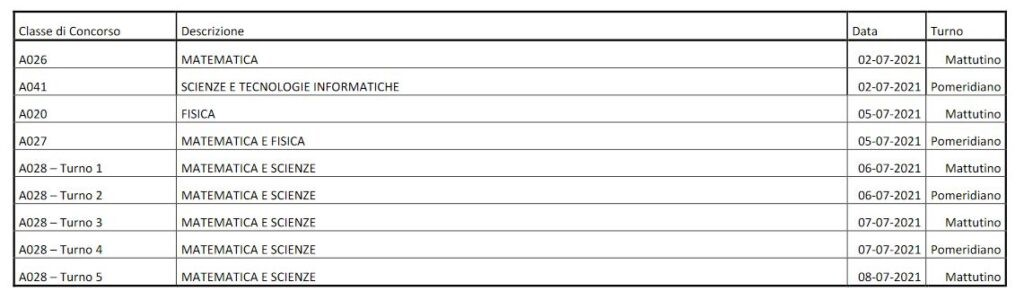 Classe di Concorso Descrizione Data Turno
A026 MATEMATICA 02-07-2021 Mattutino
A041 SCIENZE E TECNOLOGIE INFORMATICHE 02-07-2021 Pomeridiano
A020 FISICA 05-07-2021 Mattutino
A027 MATEMATICA E FISICA 05-07-2021 Pomeridiano
A028 – Turno 1 MATEMATICA E SCIENZE 06-07-2021 Mattutino
A028 – Turno 2 MATEMATICA E SCIENZE 06-07-2021 Pomeridiano
A028 – Turno 3 MATEMATICA E SCIENZE 07-07-2021 Mattutino
A028 – Turno 4 MATEMATICA E SCIENZE 07-07-2021 Pomeridiano
A028 – Turno 5 MATEMATICA E SCIENZE 08-07-2021 Mattutino